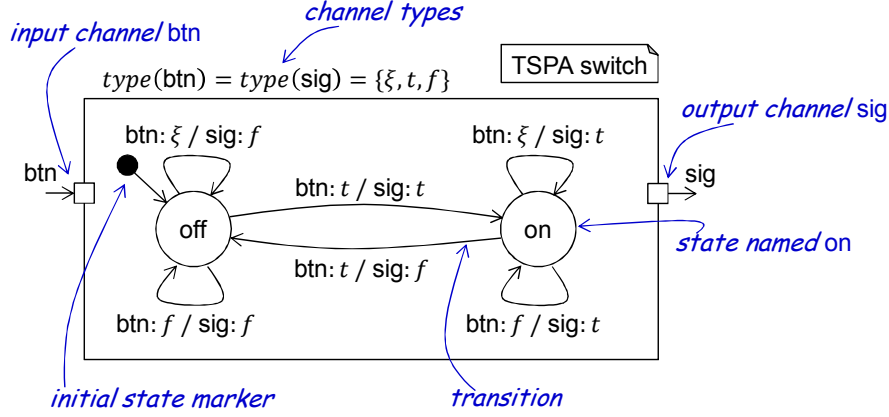 channel types
input channel btn
TSPA switch
type(btn) = type(sig) = {ξ, t, f}
output channel sig
btn: ξ / sig: f
btn: ξ / sig: t
btn
sig
btn: t / sig: t
off
on
state named on
btn: t / sig: f
btn: f / sig: f
btn: f / sig: t
initial state marker
transition